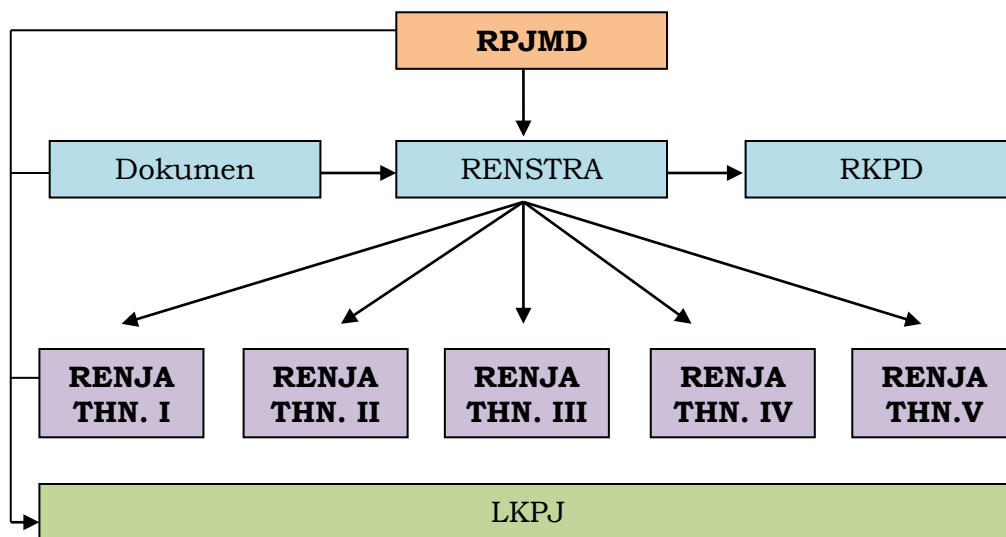 RPJMD
Dokumen
RENSTRA
RKPD
RENJA
THN. I
RENJA
THN. II
RENJA
THN. III
RENJA
THN. IV
RENJA
THN.V
LKPJ